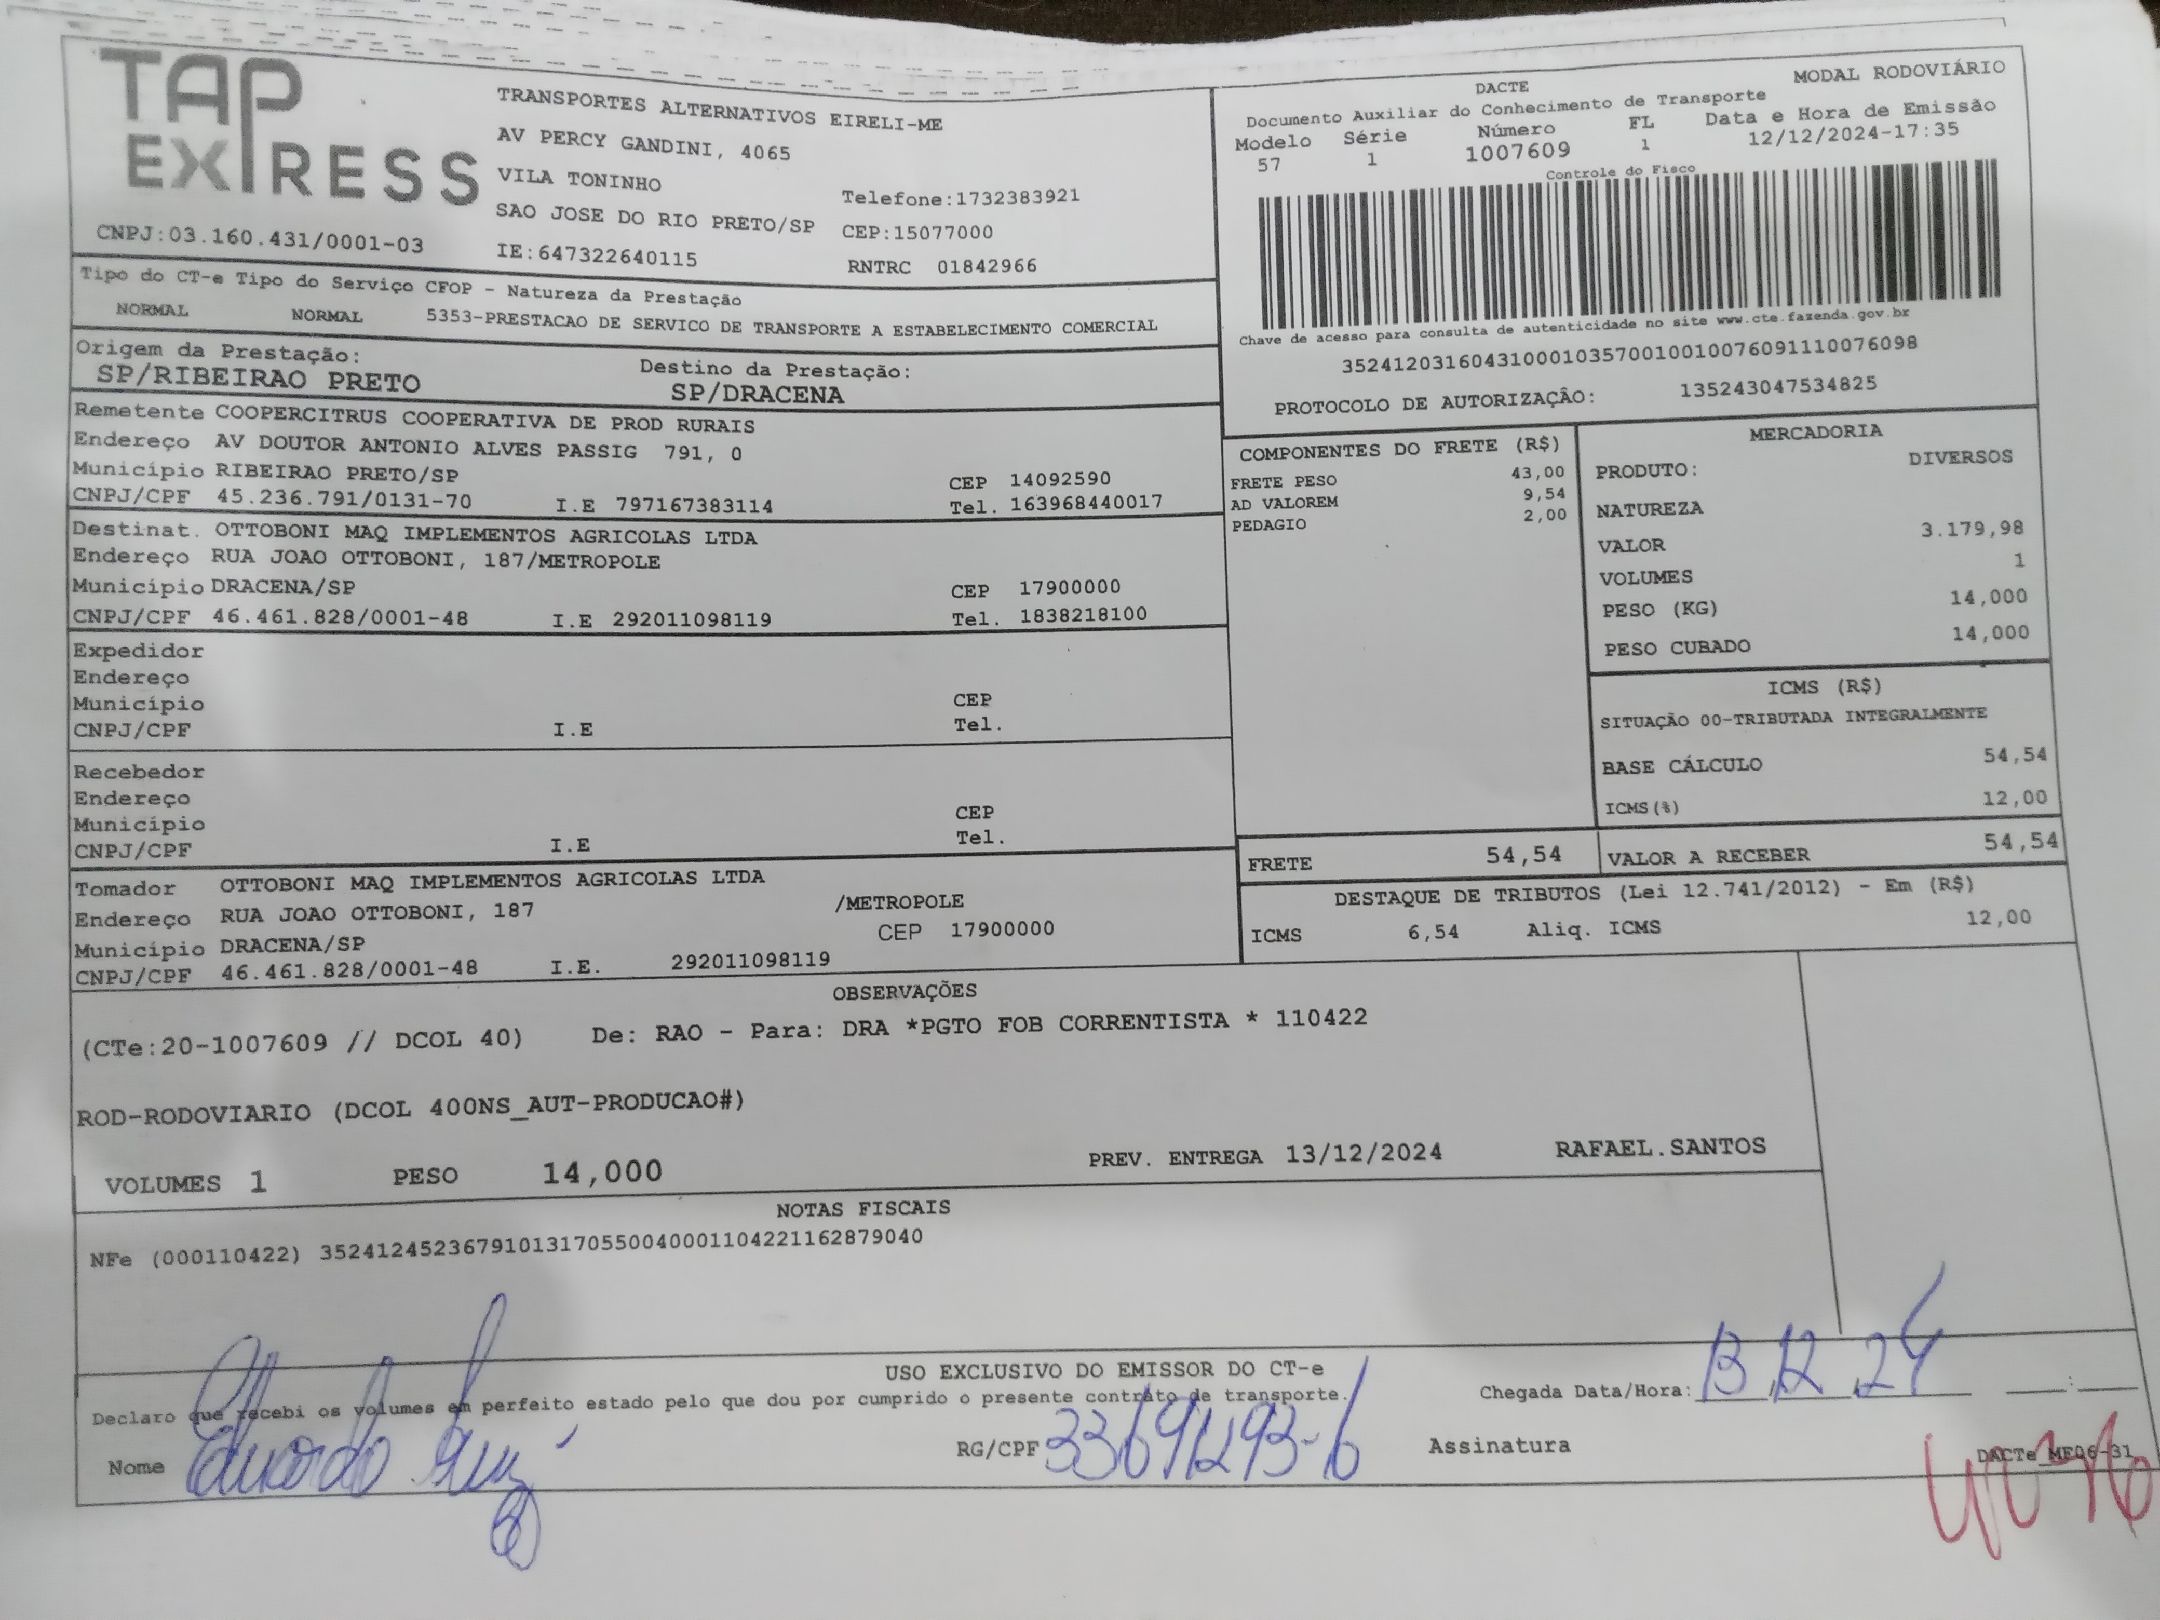 TAP EXPRESS
CNPJ:03.160.431/0001-03
TRANSPORTES ALTERNATIVOS EIRELI-ME
AV PERCY GANDINI, 4065
VILA TONINHO
Telefone:1732383921
SAO JOSE DO RIO PRETO/SP CEP:15077000
IE:647322640115 RNTRC 01842966
DACTE MODAL RODOVIÁRIO
Documento Auxiliar do Conhecimento de Transporte
Modelo Série Número FL Data e Hora de Emissão
57 1 1007609 1 12/12/2024-17:35
Controle do Fisco
Chave de acesso para consulta de autenticidade no site www.cte.fazenda.gov.br
35241203160431000103570010010076091110076098
PROTOCOLO DE AUTORIZAÇÃO: 135243047534825
Tipo do CT-e Tipo do Serviço CFOP - Natureza da Prestação
NORMAL NORMAL 5353-PRESTACAO DE SERVICO DE TRANSPORTE A ESTABELECIMENTO COMERCIAL
Origem da Prestação: Destino da Prestação:
SP/RIBEIRAO PRETO SP/DRACENA
Remetente COOPERCITRUS COOPERATIVA DE PROD RURAIS
Endereço AV DOUTOR ANTONIO ALVES PASSIG 791, 0
Município RIBEIRAO PRETO/SP CEP 14092590
CNPJ/CPF 45.236.791/0131-70 I.E 797167383114 Tel. 163968440017
Destinat. OTTOBONI MAQ IMPLEMENTOS AGRICOLAS LTDA
Endereço RUA JOAO OTTOBONI, 187/METROPOLE
Município DRACENA/SP CEP 17900000
CNPJ/CPF 46.461.828/0001-48 I.E 292011098119 Tel. 1838218100
Expedidor
Endereço
Município CEP
CNPJ/CPF I.E Tel.
Recebedor
Endereço
Município CEP
CNPJ/CPF I.E Tel.
Tomador OTTOBONI MAQ IMPLEMENTOS AGRICOLAS LTDA
Endereço RUA JOAO OTTOBONI, 187 /METROPOLE
Município DRACENA/SP CEP 17900000
CNPJ/CPF 46.461.828/0001-48 I.E. 292011098119
COMPONENTES DO FRETE (R$)
FRETE PESO 43,00
AD VALOREM 9,54
PEDAGIO 2,00
MERCADORIA
PRODUTO: DIVERSOS
NATUREZA
VALOR 3.179,98
VOLUMES 1
PESO (KG) 14,000
PESO CUBADO 14,000
ICMS (R$)
SITUAÇÃO 00-TRIBUTADA INTEGRALMENTE
BASE CÁLCULO 54,54
ICMS(%) 12,00
FRETE 54,54 VALOR A RECEBER 54,54
DESTAQUE DE TRIBUTOS (Lei 12.741/2012) - Em (R$)
ICMS 6,54 Aliq. ICMS 12,00
OBSERVAÇÕES
(CTe:20-1007609 // DCOL 40) De: RAO - Para: DRA *PGTO FOB CORRENTISTA * 110422
ROD-RODOVIARIO (DCOL 400NS_AUT-PRODUCAO#)
VOLUMES 1 PESO 14,000 PREV. ENTREGA 13/12/2024 RAFAEL.SANTOS
NOTAS FISCAIS
NFe (000110422) 35241245236791013170550040001104221162879040
USO EXCLUSIVO DO EMISSOR DO CT-e
Declaro que recebi os volumes em perfeito estado pelo que dou por cumprido o presente contrato de transporte.
Chegada Data/Hora: 13.12.24
Nome Eduardo RG/CPF Assinatura
DACTe_ME06-31